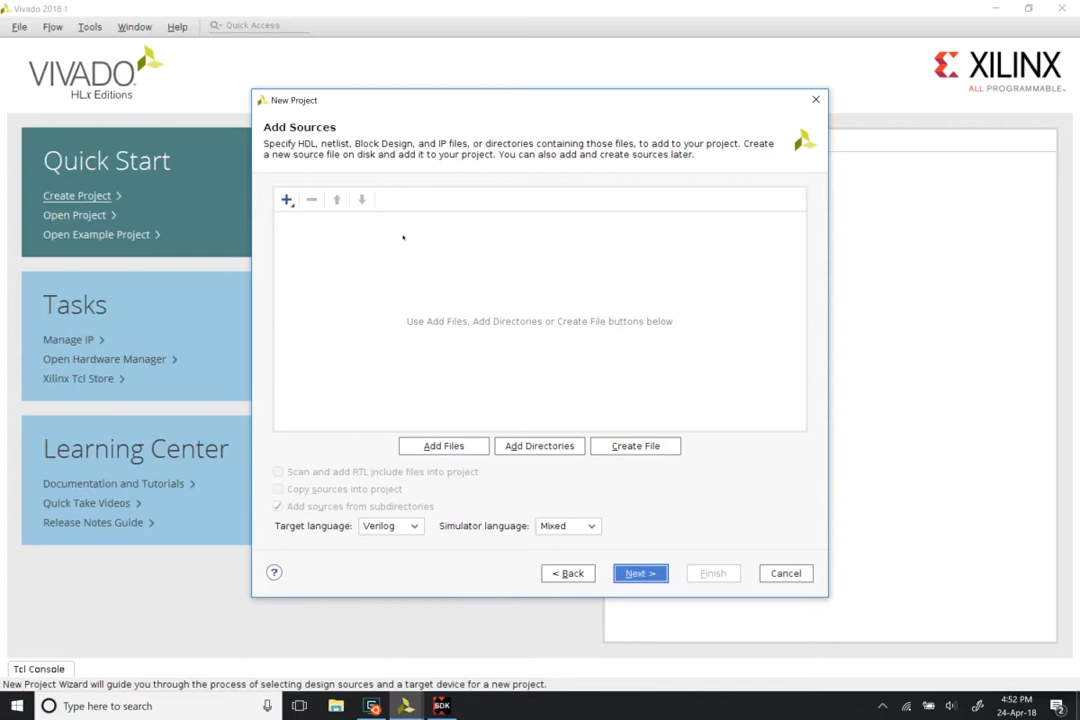 Vivado 2018.1
File Flow Tools Window Help Quick Access
VIVADO
HLx Editions
XILINX
ALL PROGRAMMABLE
New Project
Add Sources
Specify HDL, netlist, Block Design, and IP files, or directories containing those files, to add to your project. Create
a new source file on disk and add it to your project. You can also add and create sources later.
Quick Start
Create Project >
Open Project >
Open Example Project >
Use Add Files, Add Directories or Create File buttons below
Tasks
Manage IP >
Open Hardware Manager >
Xilinx Tcl Store >
Add Files Add Directories Create File
Learning Center
Documentation and Tutorials >
Quick Take Videos >
Release Notes Guide >
Scan and add RTL include files into project
Copy sources into project
Add sources from subdirectories
Target language: Verilog Simulator language: Mixed
? < Back Next > Finish Cancel
Tcl Console
New Project Wizard will guide you through the process of selecting design sources and a target device for a new project.
Type here to search
SDK
4:52 PM
24-Apr-18
2